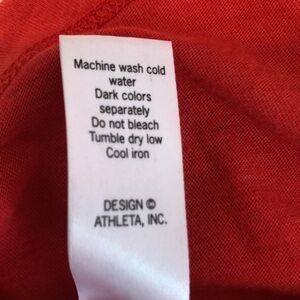 Machine wash cold
water
Dark colors
separately
Do not bleach
Tumble dry low
Cool iron
DESIGN ©
ATHLETA, INC.